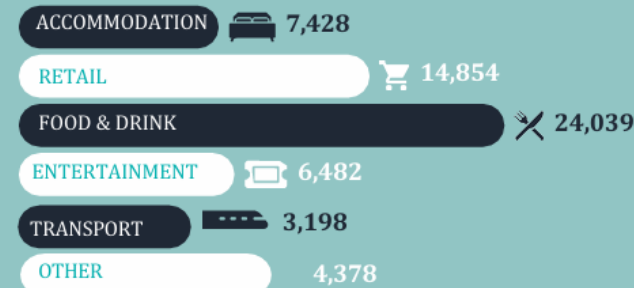 ACCOMMODATION 7,428
RETAIL 14,854
FOOD & DRINK 24,039
ENTERTAINMENT 6,482
TRANSPORT 3,198
OTHER 4,378